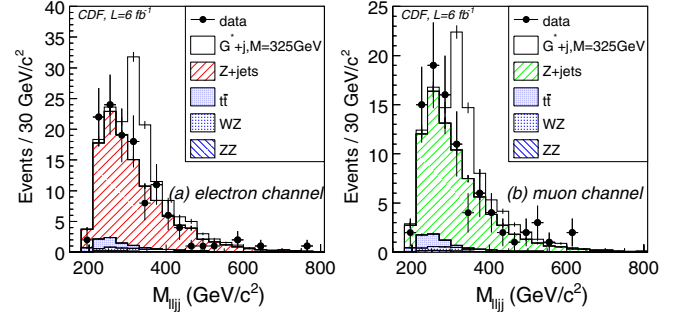 CDF, L=6 fb⁻¹
data
G*+j,M=325GeV
Z+jets
tt̄
WZ
ZZ
(a) electron channel
Events / 30 GeV/c²
40
35
30
25
20
15
10
5
0
200 400 600 800
M_lljj (GeV/c²)
CDF, L=6 fb⁻¹
data
G*+j,M=325GeV
Z+jets
tt̄
WZ
ZZ
(b) muon channel
Events / 30 GeV/c²
25
20
15
10
5
0
200 400 600 800
M_lljj (GeV/c²)